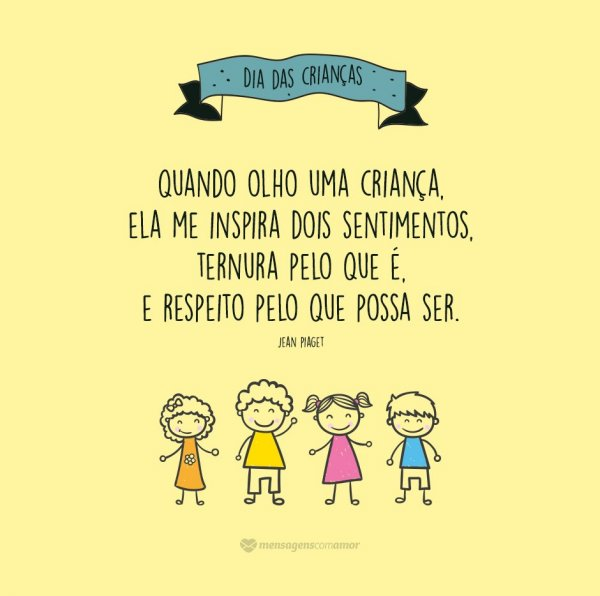 DIA DAS CRIANÇAS
QUANDO OLHO UMA CRIANÇA,
ELA ME INSPIRA DOIS SENTIMENTOS,
TERNURA PELO QUE É,
E RESPEITO PELO QUE POSSA SER.
JEAN PIAGET
mensagenscomamor